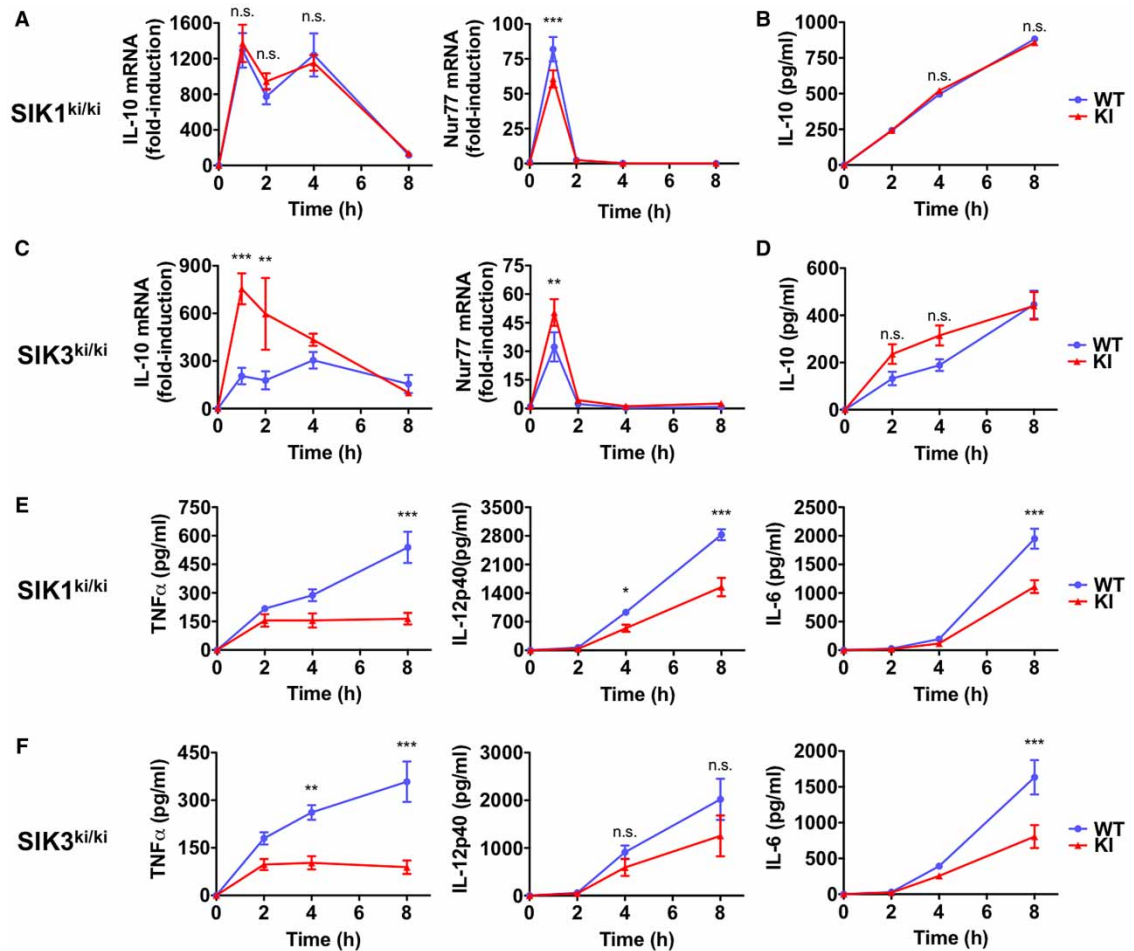 A
SIK1ki/ki
IL-10 mRNA
(fold-induction)
1600
1200
800
400
0
n.s.
n.s.
n.s.
0 2 4 6 8
Time (h)
Nur77 mRNA
(fold-induction)
100
75
50
25
0
***
0 2 4 6 8
Time (h)
B
IL-10 (pg/ml)
1000
750
500
250
0
n.s.
n.s.
0 2 4 6 8
Time (h)
WT
KI
C
SIK3ki/ki
IL-10 mRNA
(fold-induction)
900
600
300
0
*** **
0 2 4 6 8
Time (h)
Nur77 mRNA
(fold-induction)
75
60
45
30
15
0
**
0 2 4 6 8
Time (h)
D
IL-10 (pg/ml)
600
400
200
0
n.s. n.s.
0 2 4 6 8
Time (h)
E
SIK1ki/ki
TNFα (pg/ml)
750
600
450
300
150
0
***
0 2 4 6 8
Time (h)
IL-12p40(pg/ml)
3500
2800
2100
1400
700
0
*
***
0 2 4 6 8
Time (h)
IL-6 (pg/ml)
2500
2000
1500
1000
500
0
***
0 2 4 6 8
Time (h)
WT
KI
F
SIK3ki/ki
TNFα (pg/ml)
450
300
150
0
**
***
0 2 4 6 8
Time (h)
IL-12p40 (pg/ml)
3000
2000
1000
0
n.s.
n.s.
0 2 4 6 8
Time (h)
IL-6 (pg/ml)
2000
1500
1000
500
0
***
0 2 4 6 8
Time (h)
WT
KI